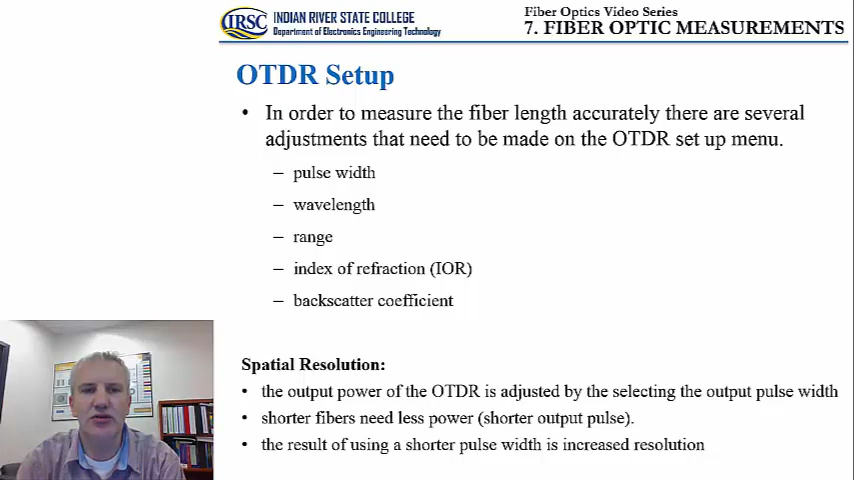 IRSC INDIAN RIVER STATE COLLEGE
Department of Electronics Engineering Technology
Fiber Optics Video Series
7. FIBER OPTIC MEASUREMENTS
OTDR Setup
• In order to measure the fiber length accurately there are several
adjustments that need to be made on the OTDR set up menu.
– pulse width
– wavelength
– range
– index of refraction (IOR)
– backscatter coefficient
Spatial Resolution:
• the output power of the OTDR is adjusted by the selecting the output pulse width
• shorter fibers need less power (shorter output pulse).
• the result of using a shorter pulse width is increased resolution